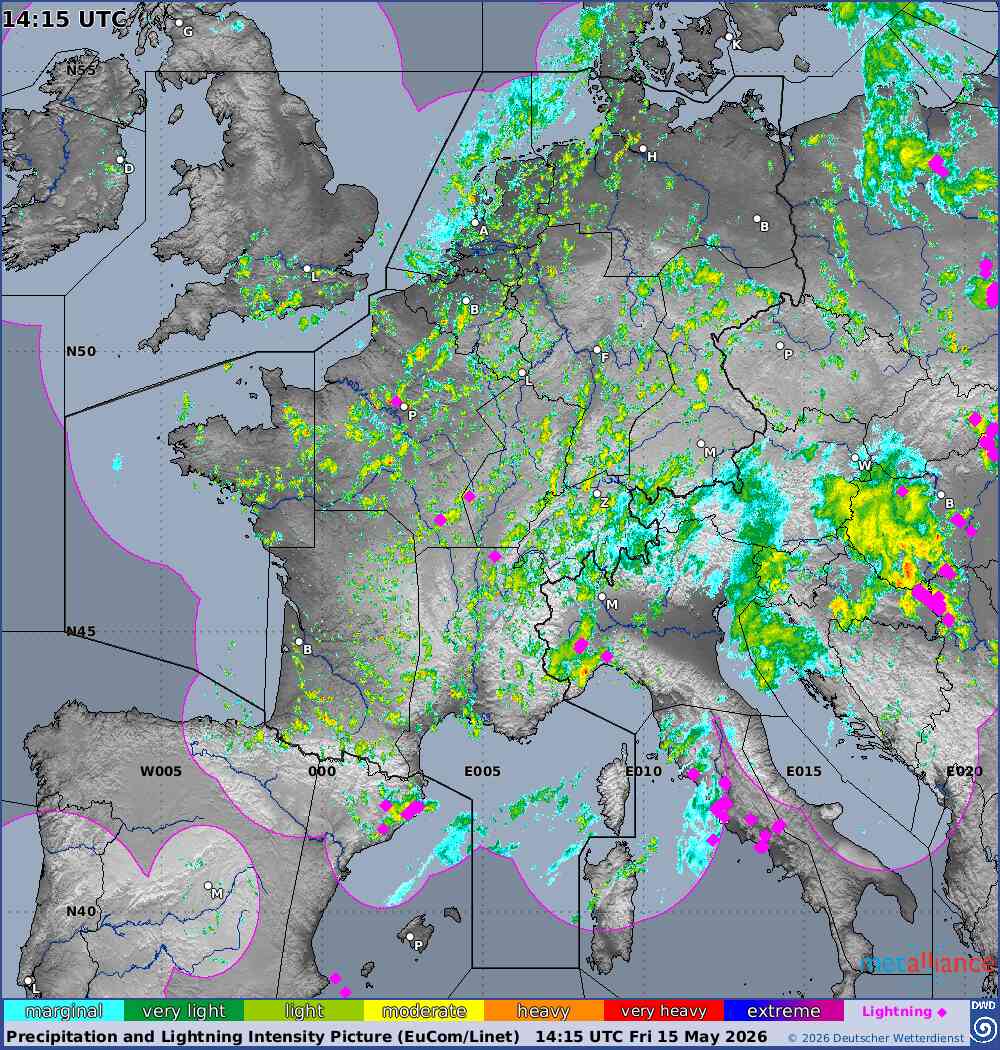 14:15 UTC
G
K
N55
H
D
B
A
L
B
N50
F
P
L
P
M
W
Z
B
M
N45
B
W005
000
E005
E010
E015
E020
M
N40
P
metalliance
L
marginal very light light moderate heavy very heavy extreme Lightning
DWD
Precipitation and Lightning Intensity Picture (EuCom/Linet) 14:15 UTC Fri 15 May 2026 © 2026 Deutscher Wetterdienst